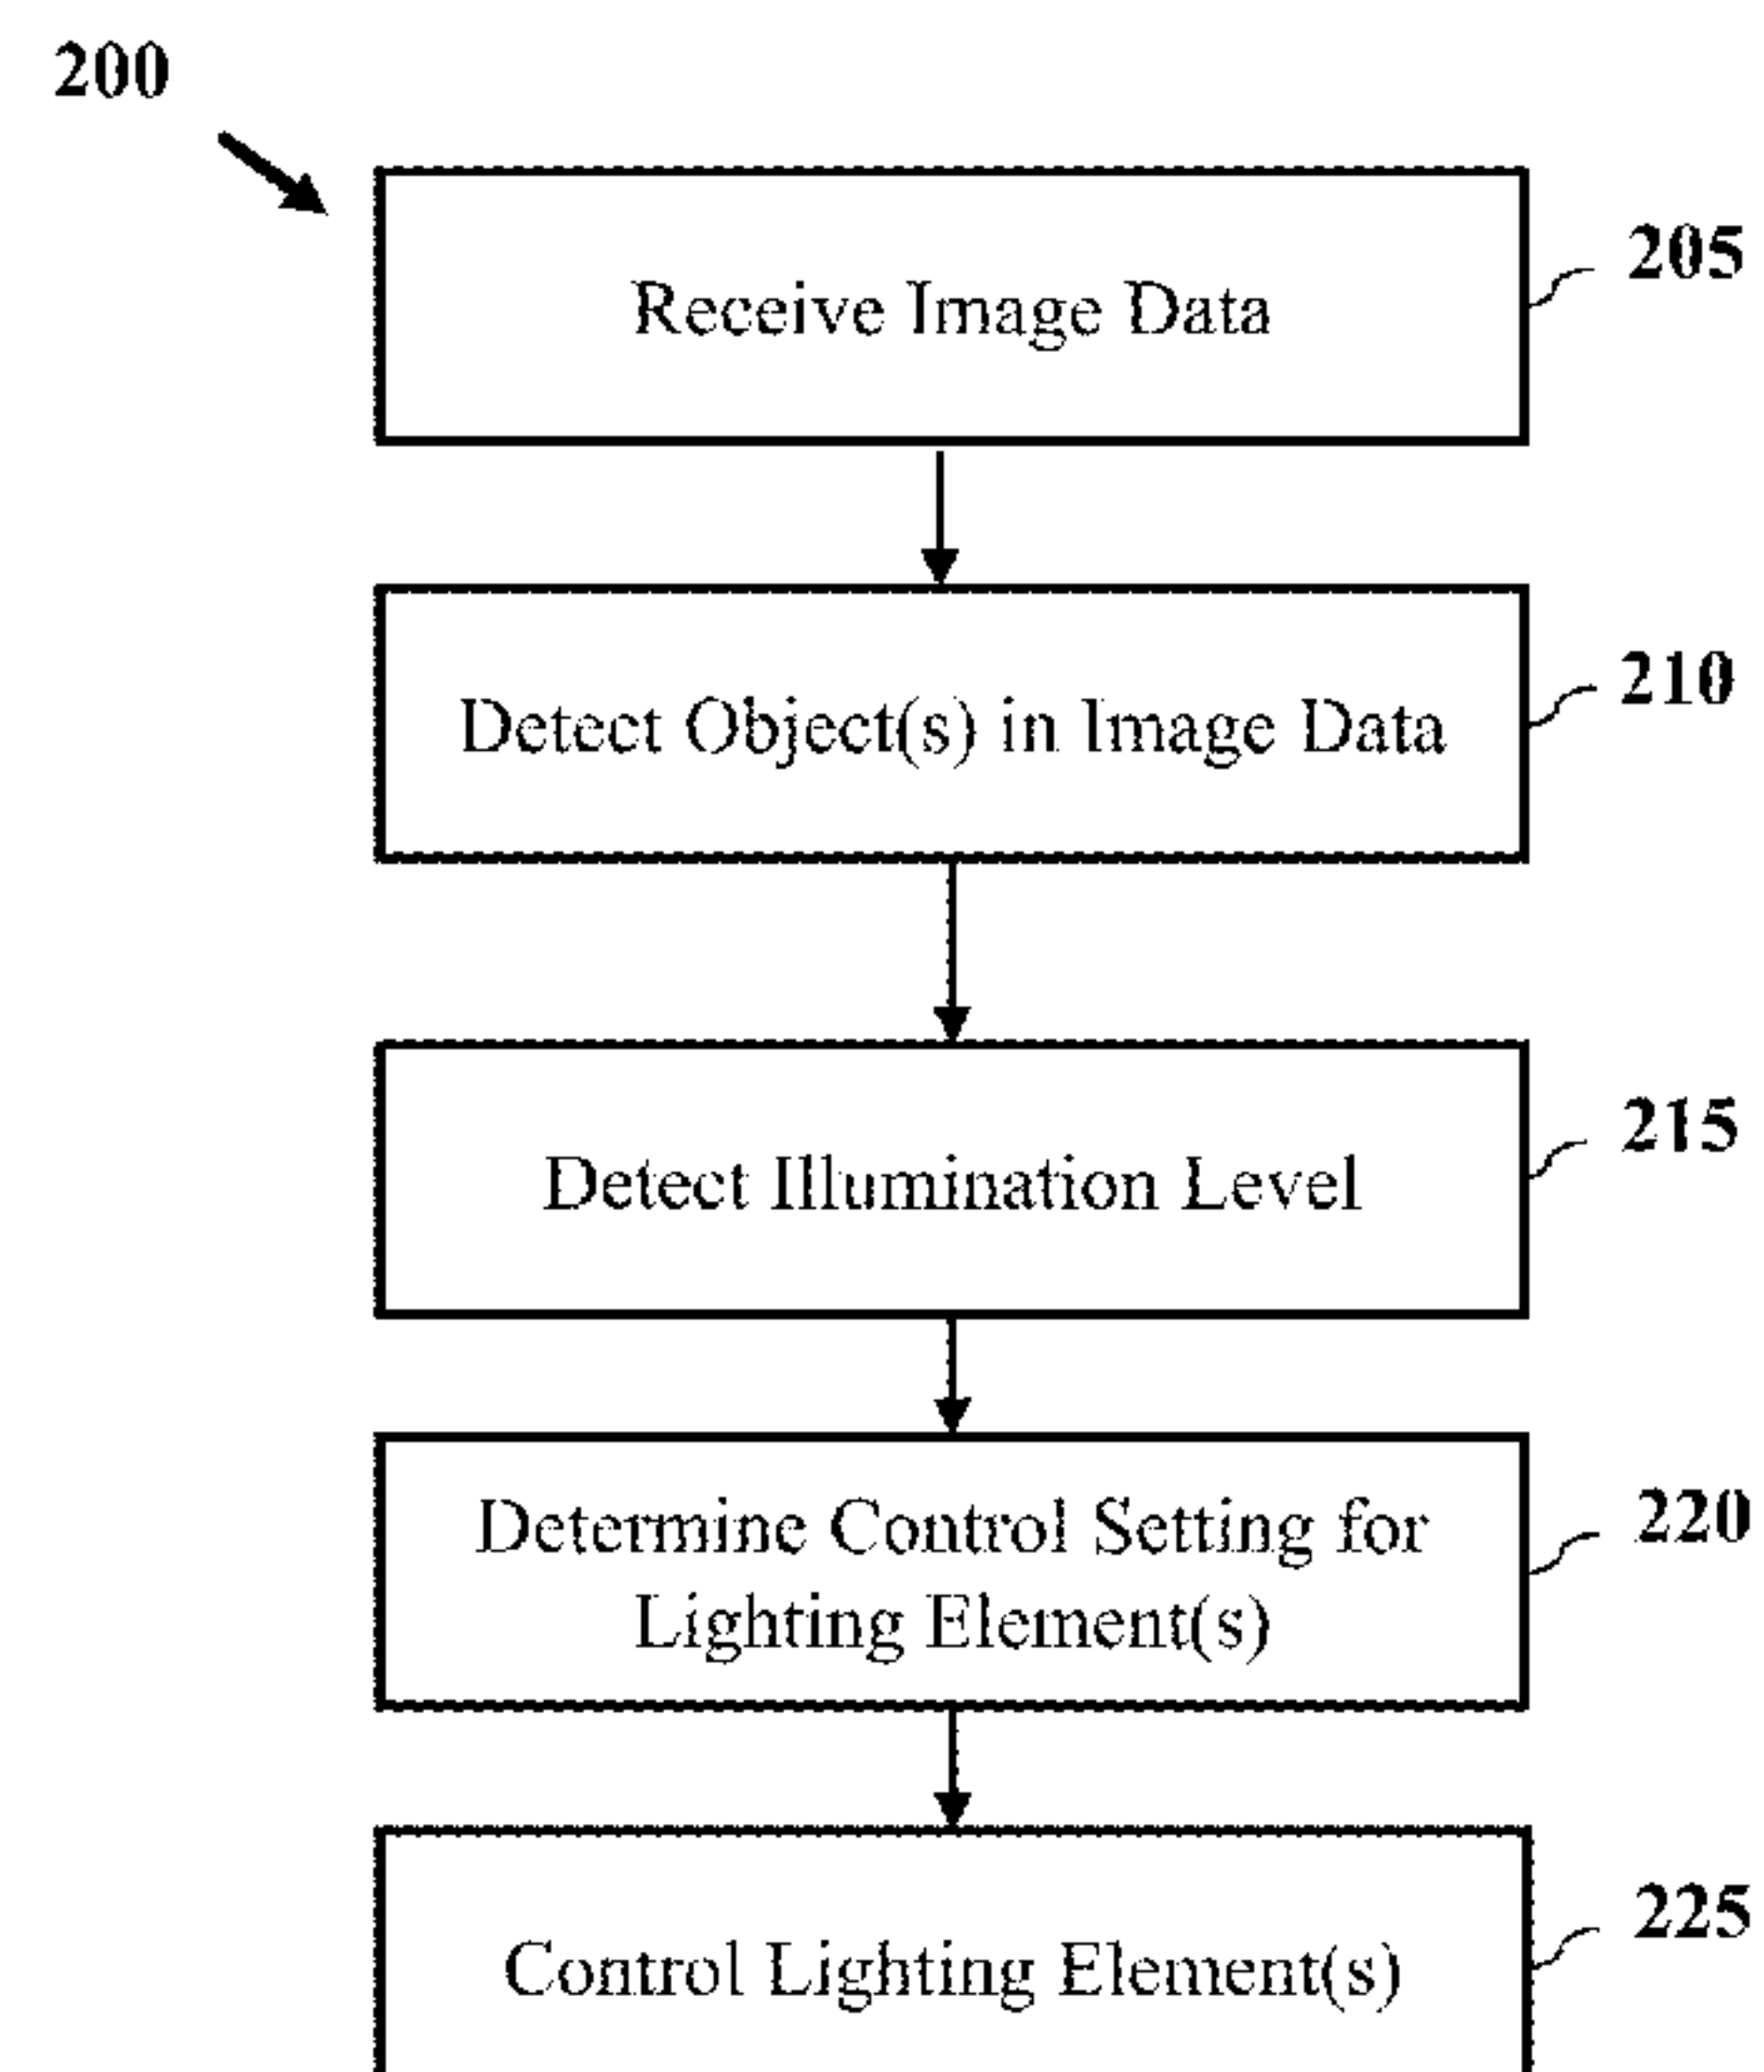 200
Receive Image Data
205
Detect Object(s) in Image Data
210
Detect Illumination Level
215
Determine Control Setting for
Lighting Element(s)
220
Control Lighting Element(s)
225